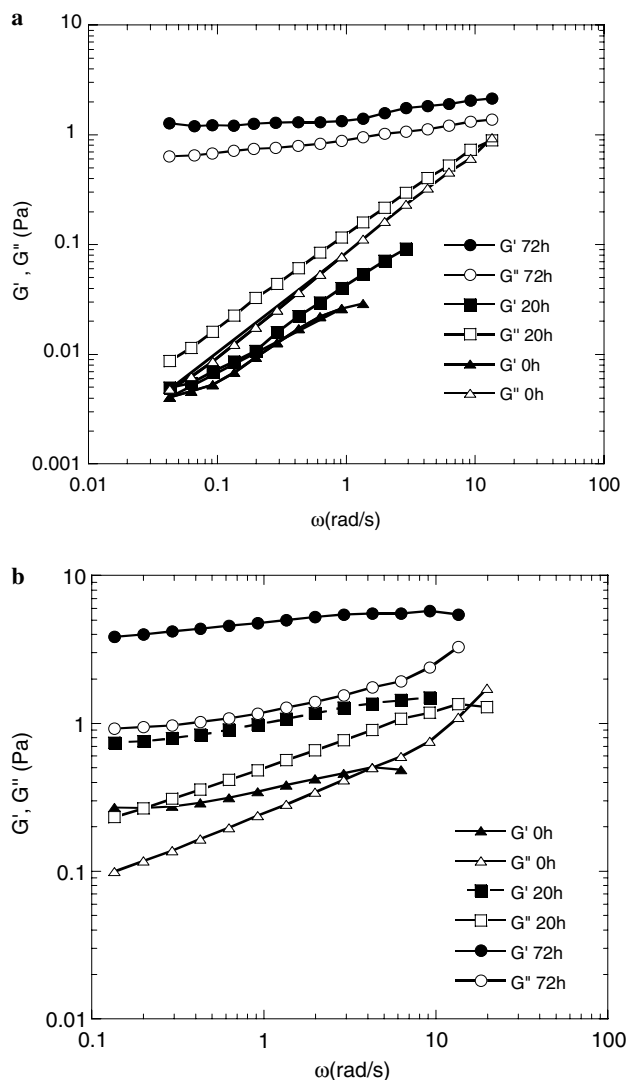 a
10
1
0.1
0.01
0.001
G', G" (Pa)
G' 72h
G" 72h
G' 20h
G" 20h
G' 0h
G" 0h
0.01 0.1 1 10 100
ω(rad/s)
b
10
1
0.1
0.01
G', G" (Pa)
G' 0h
G" 0h
G' 20h
G" 20h
G' 72h
G" 72h
0.1 1 10 100
ω(rad/s)